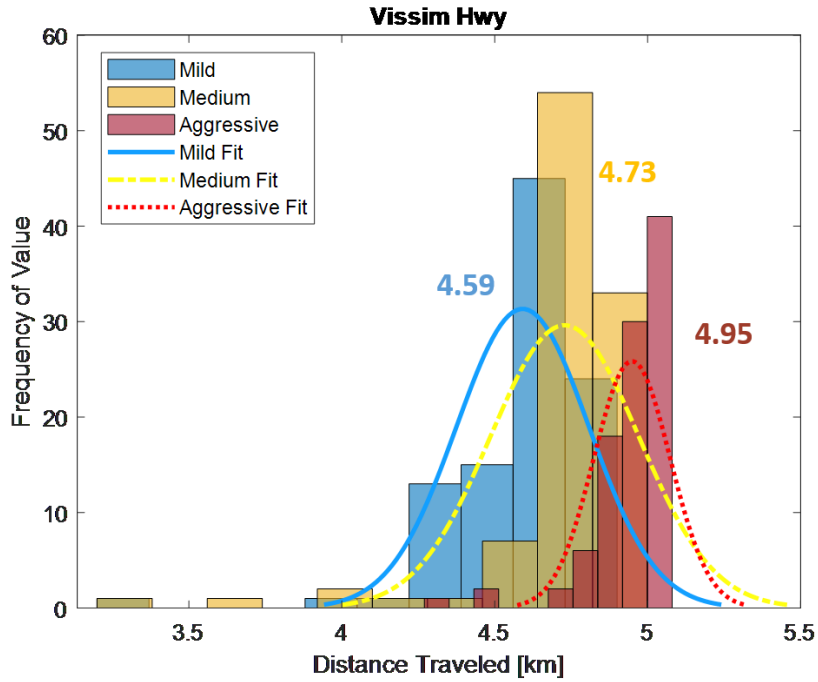 Vissim Hwy
60
50
40
30
20
10
0
Frequency of Value
Mild
Medium
Aggressive
Mild Fit
Medium Fit
Aggressive Fit
4.73
4.59
4.95
3.5 4 4.5 5 5.5
Distance Traveled [km]